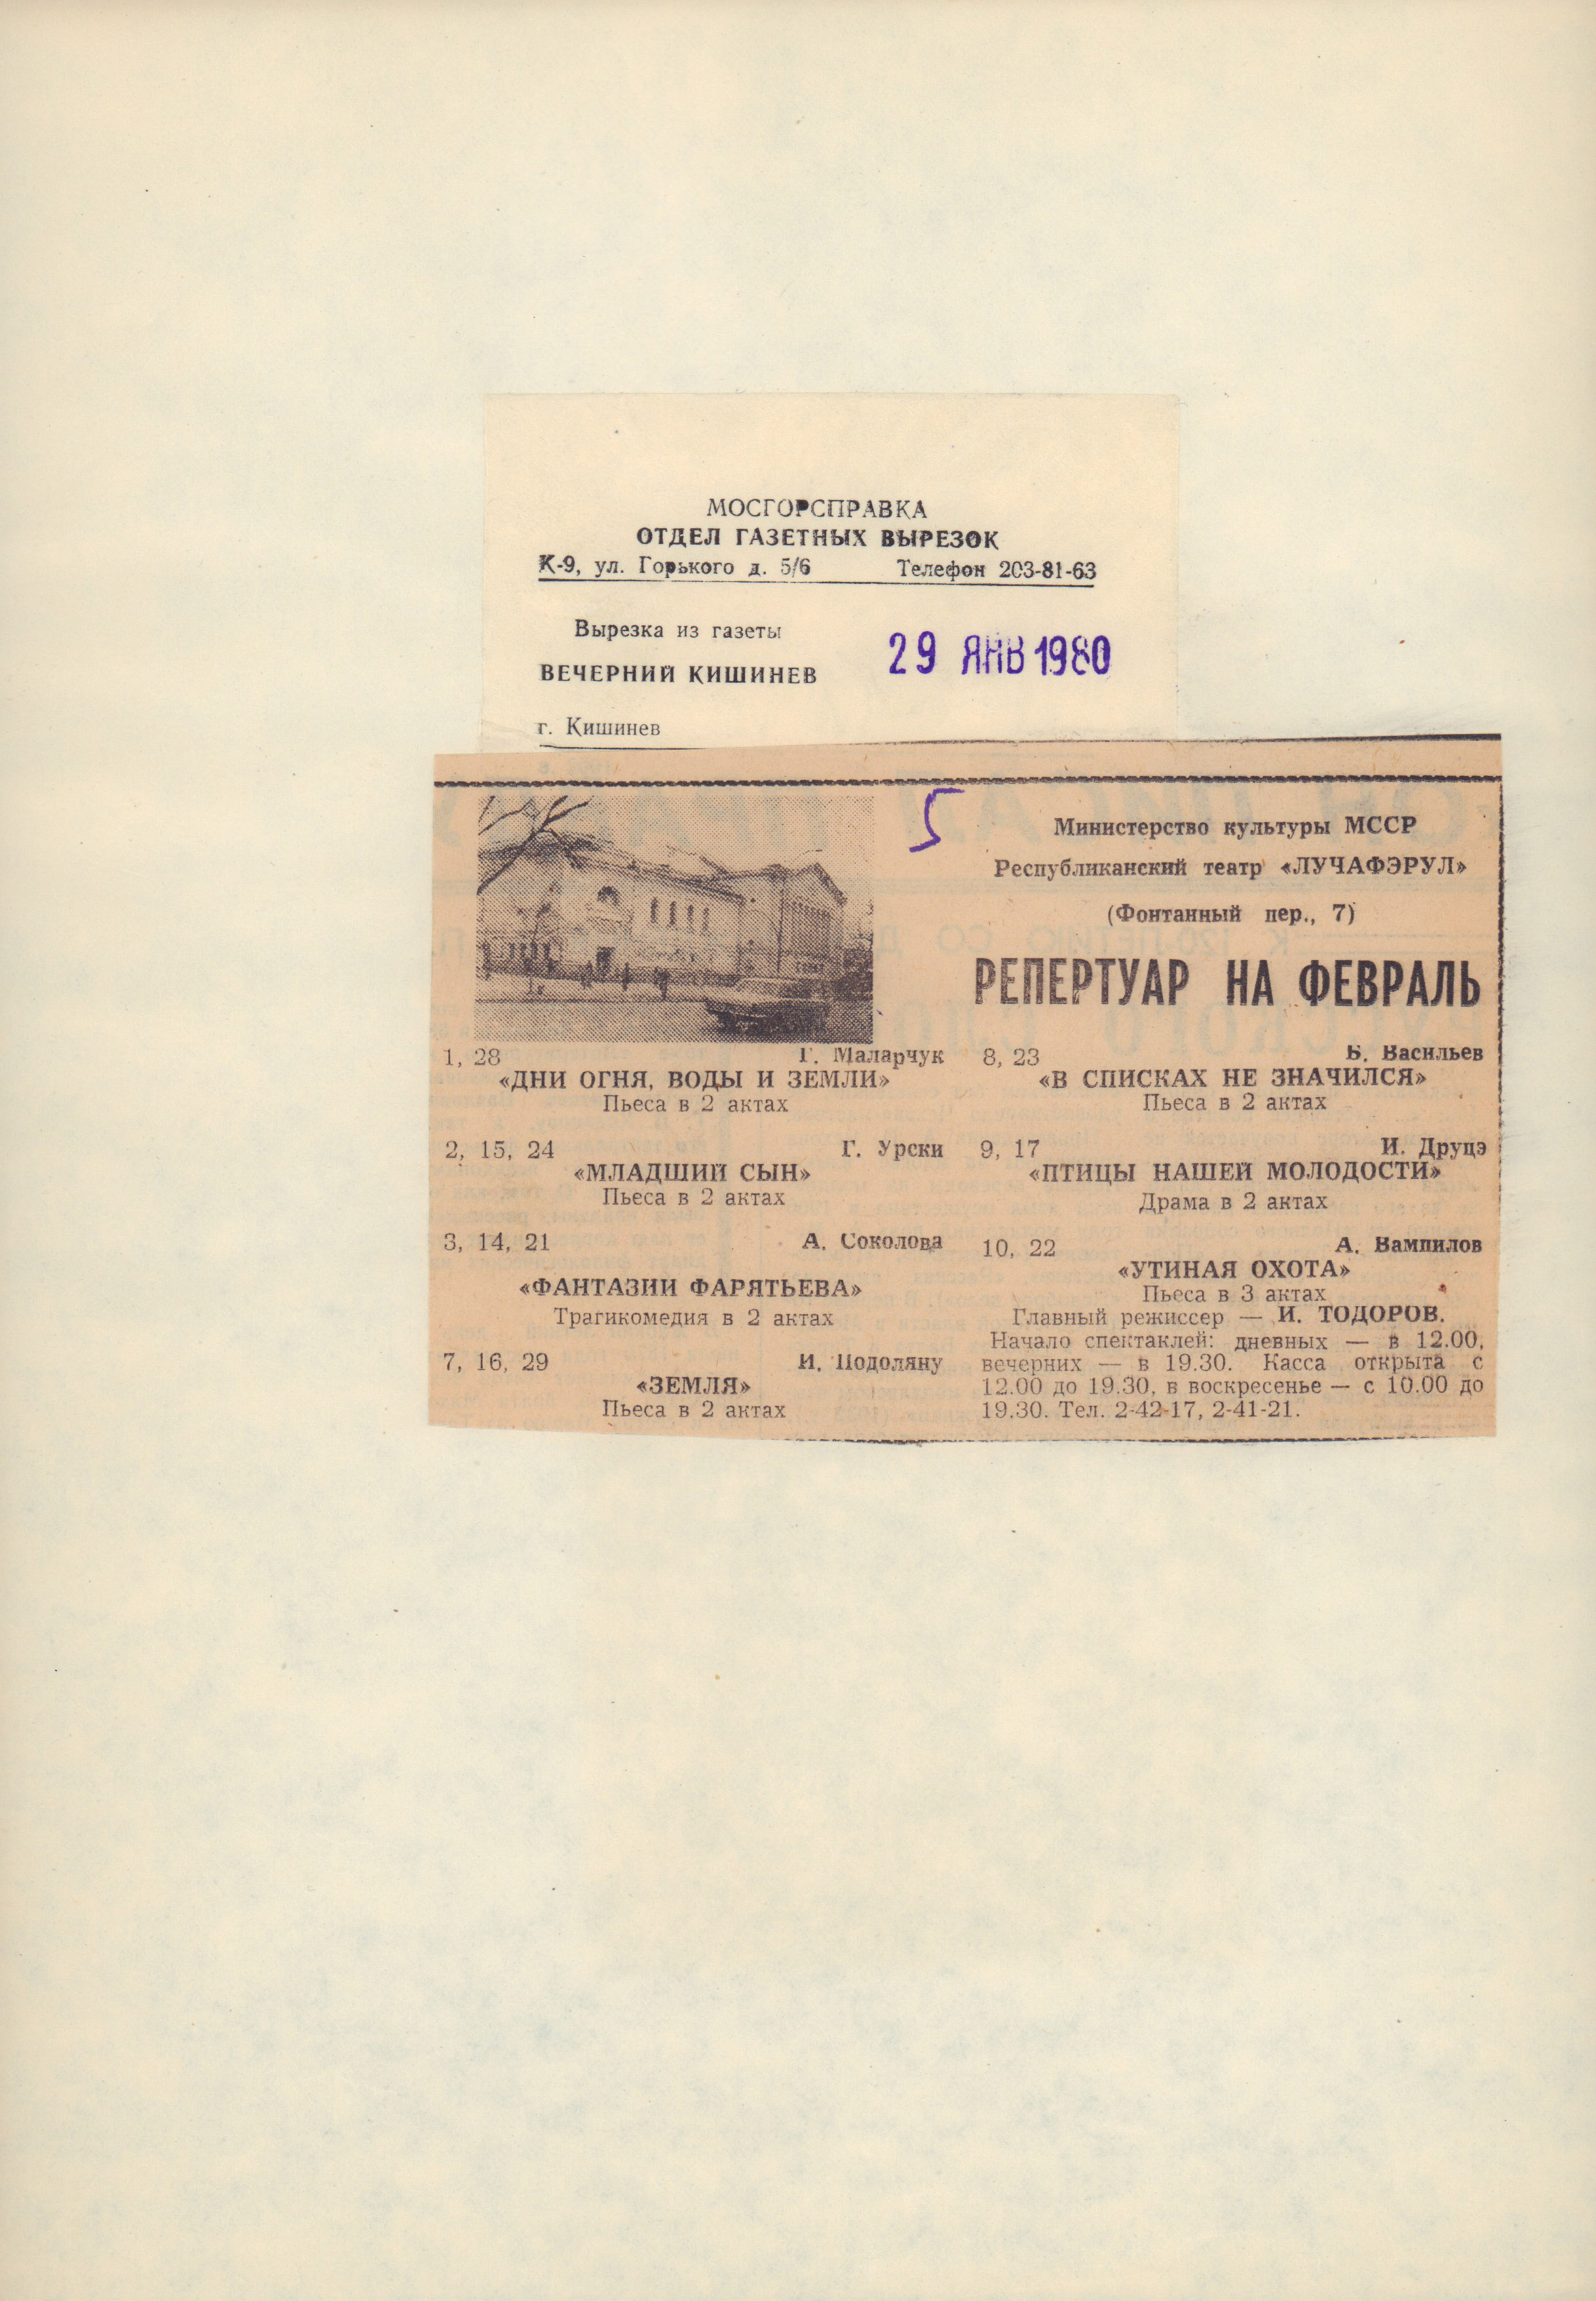 МОСГОРСПРАВКА
ОТДЕЛ ГАЗЕТНЫХ ВЫРЕЗОК
К-9, ул. Горького д. 5/6 Телефон 203-81-63
Вырезка из газеты
ВЕЧЕРНИЙ КИШИНЕВ
29 ЯНВ 1980
г. Кишинев
5
Министерство культуры МССР
Республиканский театр «ЛУЧАФЭРУЛ»
(Фонтанный пер., 7)
РЕПЕРТУАР НА ФЕВРАЛЬ
1, 28 Г. Маларчук
«ДНИ ОГНЯ, ВОДЫ И ЗЕМЛИ»
Пьеса в 2 актах
2, 15, 24 Г. Урски
«МЛАДШИЙ СЫН»
Пьеса в 2 актах
3, 14, 21 А. Соколова
«ФАНТАЗИИ ФАРЯТЬЕВА»
Трагикомедия в 2 актах
7, 16, 29 И. Подоляну
«ЗЕМЛЯ»
Пьеса в 2 актах
8, 23 Б. Васильев
«В СПИСКАХ НЕ ЗНАЧИЛСЯ»
Пьеса в 2 актах
9, 17 И. Друцэ
«ПТИЦЫ НАШЕЙ МОЛОДОСТИ»
Драма в 2 актах
10, 22 А. Вампилов
«УТИНАЯ ОХОТА»
Пьеса в 3 актах
Главный режиссер — И. ТОДОРОВ.
Начало спектаклей: дневных — в 12.00,
вечерних — в 19.30. Касса открыта с
12.00 до 19.30, в воскресенье — с 10.00 до
19.30. Тел. 2-42-17, 2-41-21.